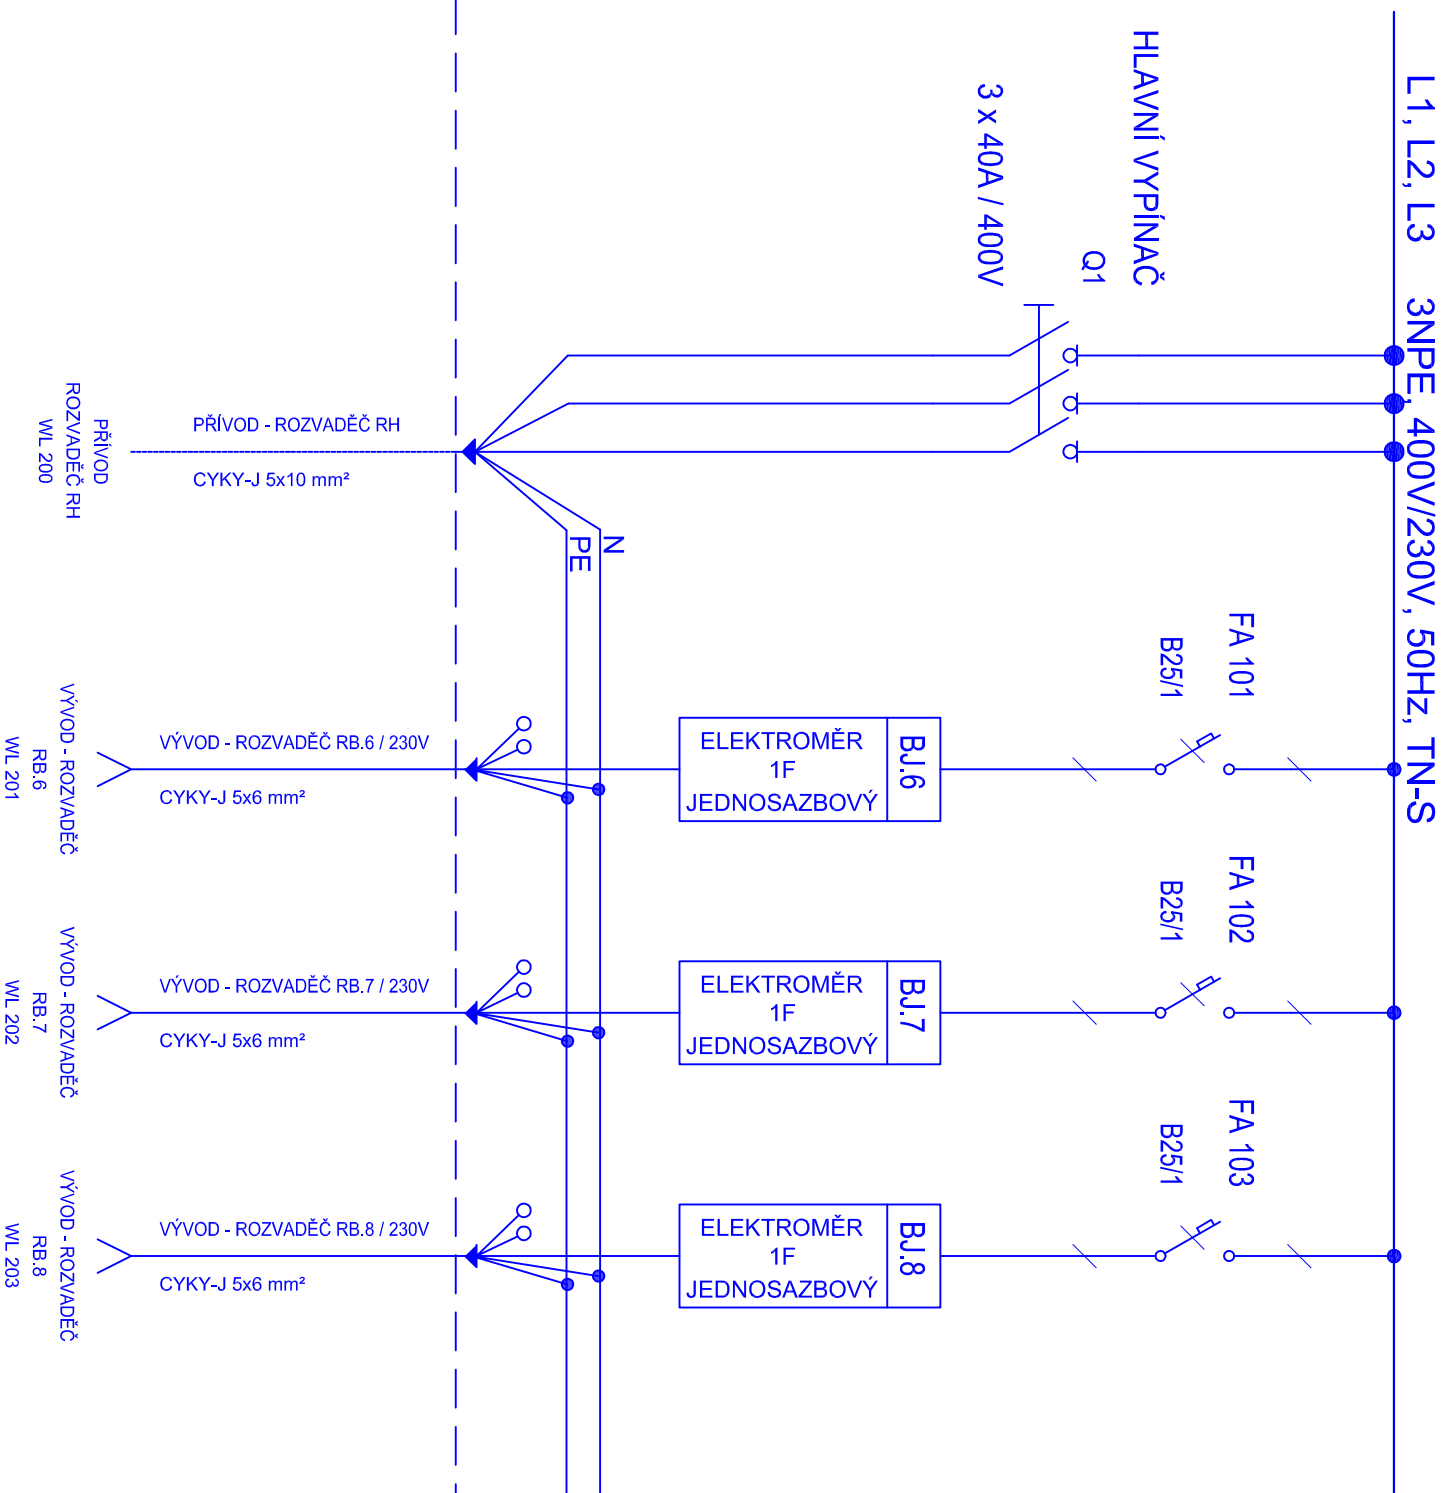 L1, L2, L3 3NPE, 400V/230V, 50Hz, TN-S
HLAVNÍ VYPÍNAČ
Q1
3 x 40A / 400V
PŘÍVOD - ROZVADĚČ RH
CYKY-J 5x10 mm²
PŘÍVOD
ROZVADĚČ RH
WL 200
N
PE
FA 101
B25/1
BJ.6
ELEKTROMĚR
1F
JEDNOSAZBOVÝ
VÝVOD - ROZVADĚČ RB.6 / 230V
CYKY-J 5x6 mm²
VÝVOD - ROZVADĚČ
RB.6
WL 201
FA 102
B25/1
BJ.7
ELEKTROMĚR
1F
JEDNOSAZBOVÝ
VÝVOD - ROZVADĚČ RB.7 / 230V
CYKY-J 5x6 mm²
VÝVOD - ROZVADĚČ
RB.7
WL 202
FA 103
B25/1
BJ.8
ELEKTROMĚR
1F
JEDNOSAZBOVÝ
VÝVOD - ROZVADĚČ RB.8 / 230V
CYKY-J 5x6 mm²
VÝVOD - ROZVADĚČ
RB.8
WL 203